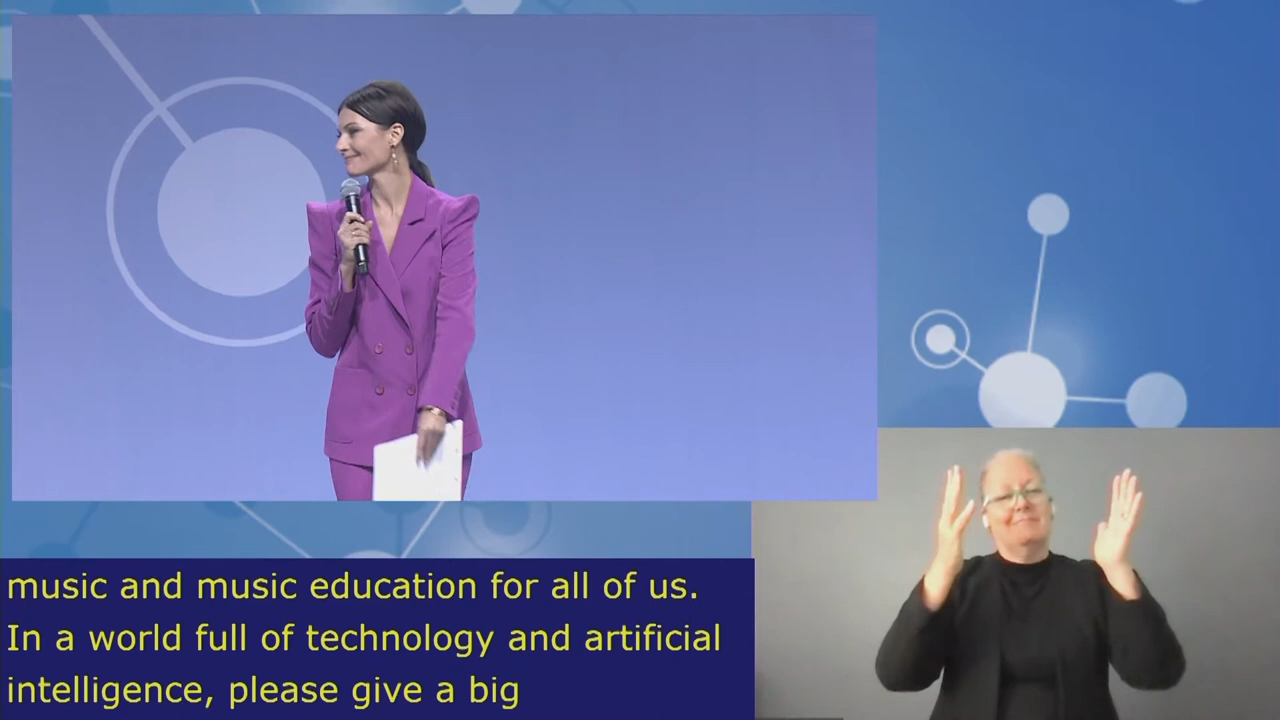 music and music education for all of us.
In a world full of technology and artificial
intelligence, please give a big